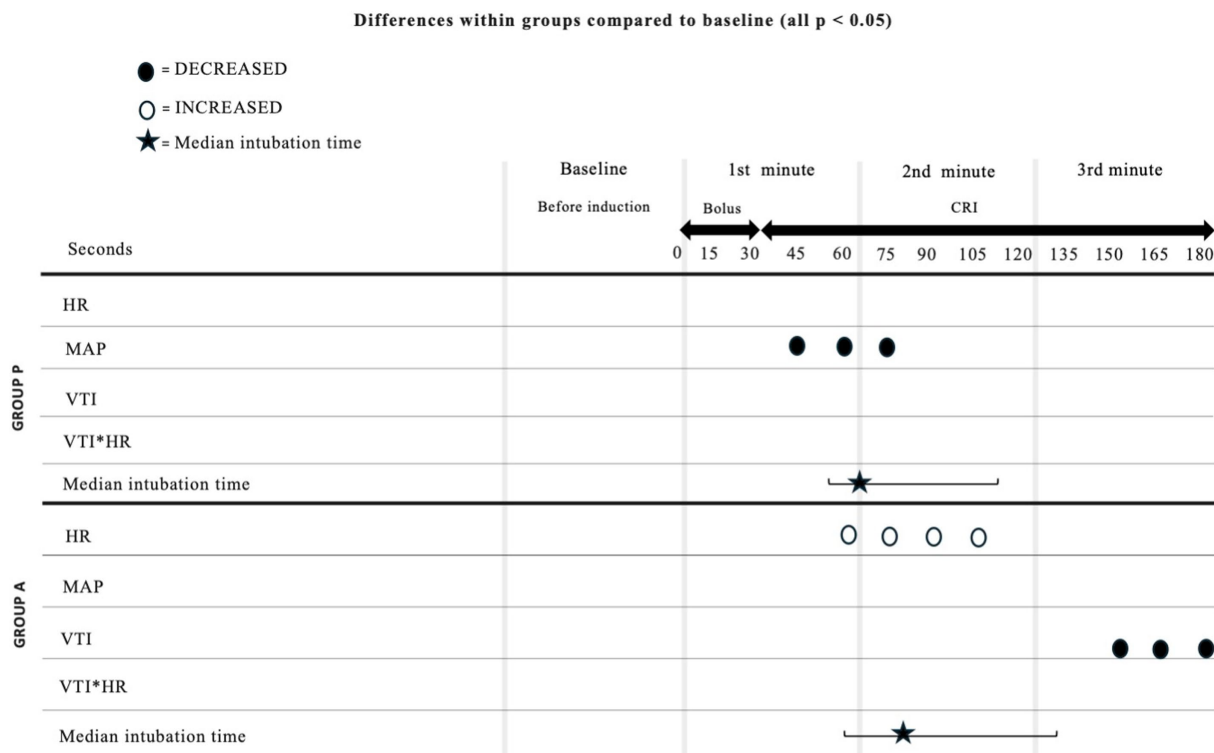 Differences within groups compared to baseline (all p < 0.05)
= DECREASED
= INCREASED
= Median intubation time
Baseline 1st minute 2nd minute 3rd minute
Before induction Bolus CRI
Seconds 0 15 30 45 60 75 90 105 120 135 150 165 180
GROUP P
HR
MAP
VTI
VTI*HR
Median intubation time
GROUP A
HR
MAP
VTI
VTI*HR
Median intubation time